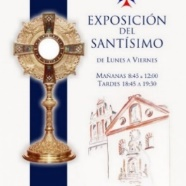 EXPOSICIÓN
DEL
SANTÍSIMO
DE LUNES A VIERNES
MAÑANAS 8:45 a 12:00
TARDES 18:45 a 19:30